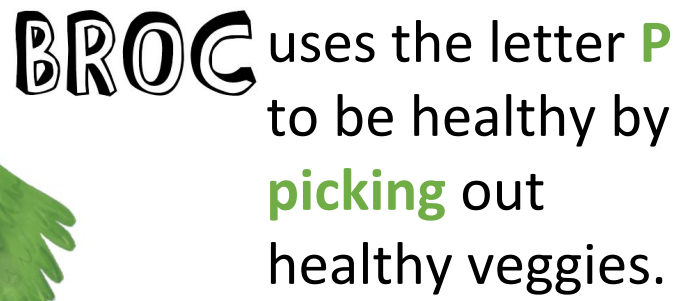 BROC uses the letter P
to be healthy by
picking out
healthy veggies.